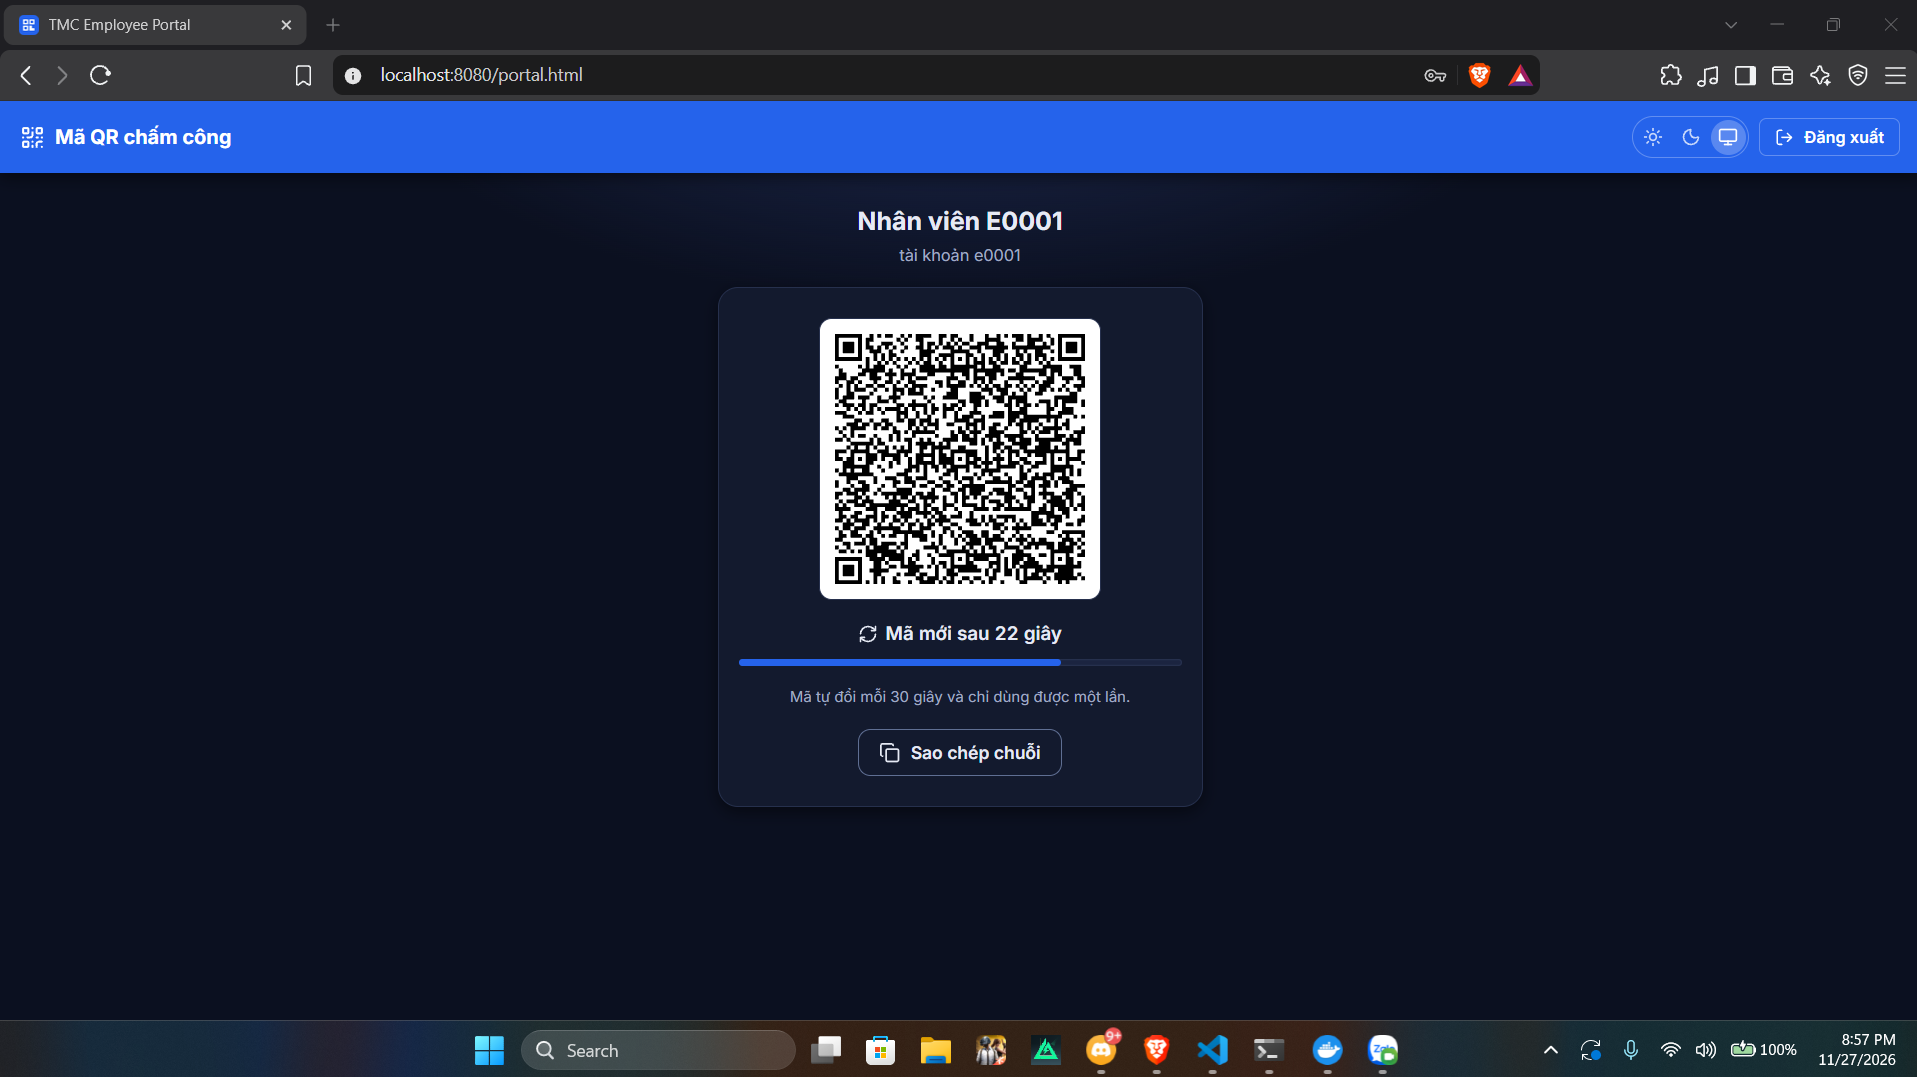 TMC Employee Portal
localhost:8080/portal.html
Mã QR chấm công
Đăng xuất
Nhân viên E0001
tài khoản e0001
Mã mới sau 22 giây
Mã tự đổi mỗi 30 giây và chỉ dùng được một lần.
Sao chép chuỗi
Search
9+
Zalo
100%
8:57 PM
11/27/2026